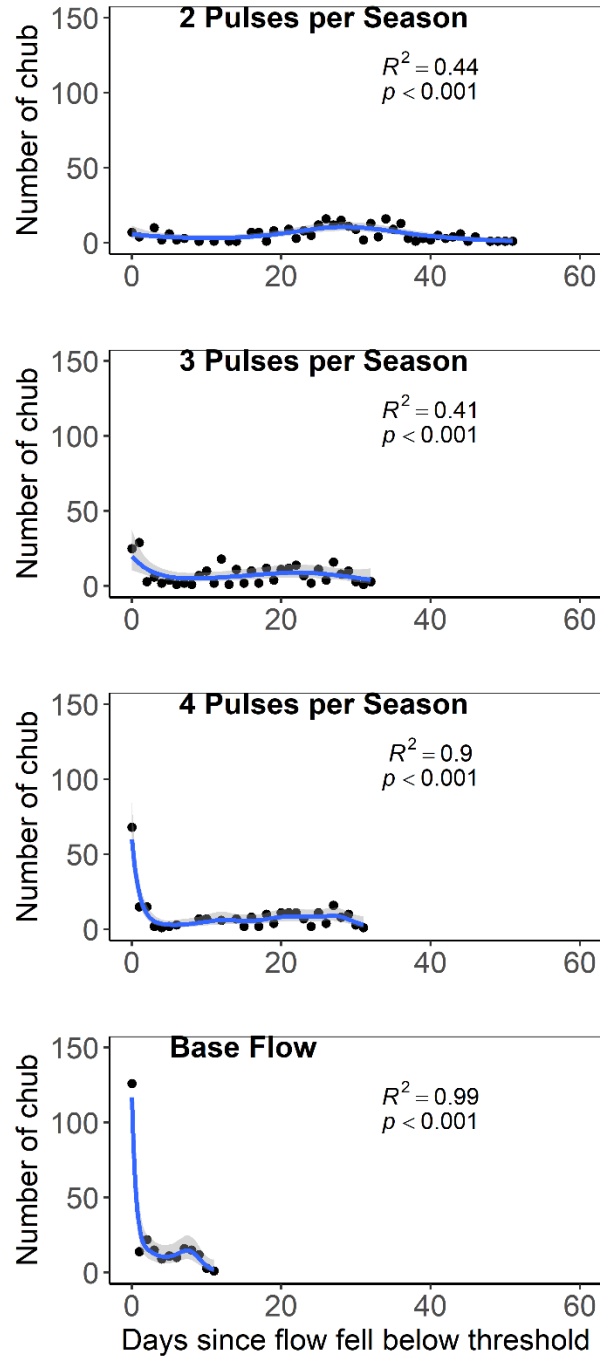 2 Pulses per Season
R² = 0.44
p < 0.001
Number of chub
150
100
50
0
0 20 40 60
3 Pulses per Season
R² = 0.41
p < 0.001
Number of chub
150
100
50
0
0 20 40 60
4 Pulses per Season
R² = 0.9
p < 0.001
Number of chub
150
100
50
0
0 20 40 60
Base Flow
R² = 0.99
p < 0.001
Number of chub
150
100
50
0
0 20 40 60
Days since flow fell below threshold